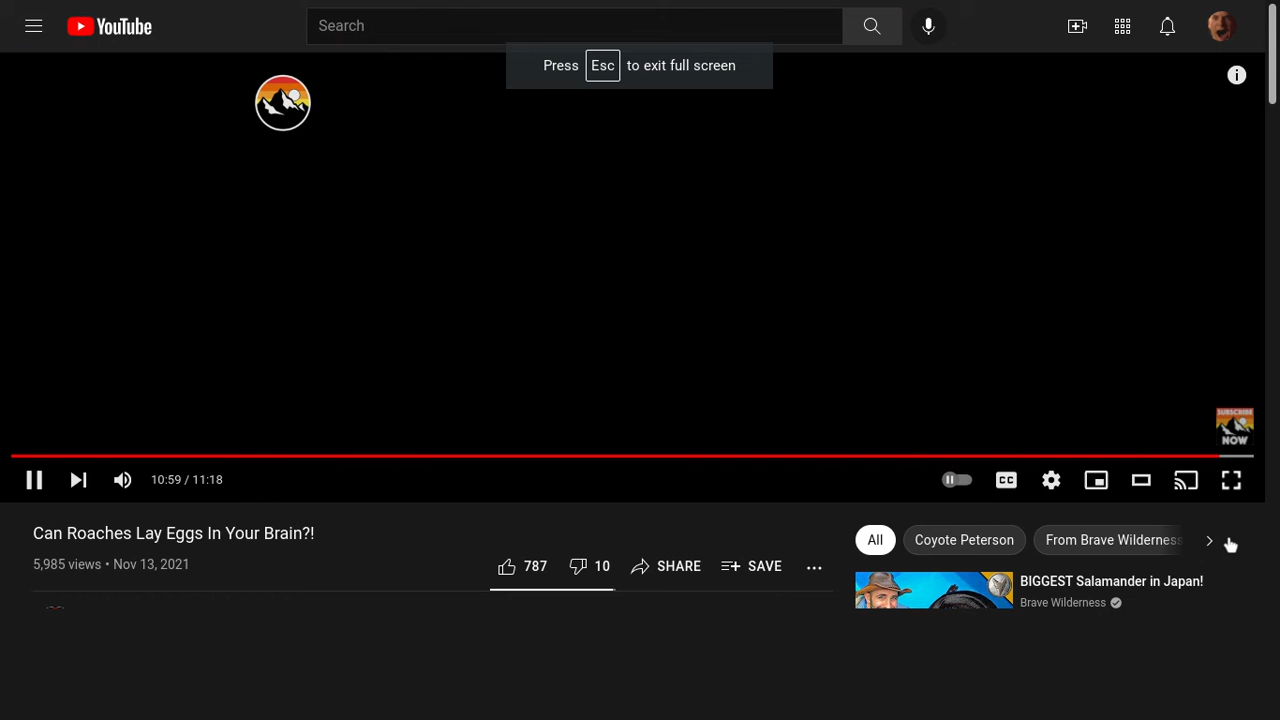 YouTube
Search
Press Esc to exit full screen
SUBSCRIBE
NOW
10:59 / 11:18
CC
Can Roaches Lay Eggs In Your Brain?!
5,985 views • Nov 13, 2021
787
10
SHARE
SAVE
All
Coyote Peterson
From Brave Wilderness
BIGGEST Salamander in Japan!
Brave Wilderness